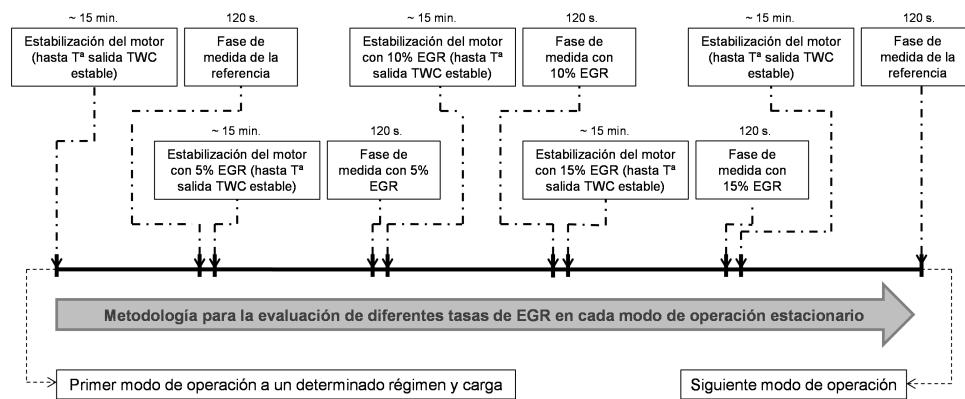 ~ 15 min.
Estabilización del motor
(hasta Tª salida TWC
estable)
120 s.
Fase de
medida de la
referencia
~ 15 min.
Estabilización del motor
con 5% EGR (hasta Tª
salida TWC estable)
120 s.
Fase de
medida con 5%
EGR
~ 15 min.
Estabilización del motor
con 10% EGR (hasta Tª
salida TWC estable)
120 s.
Fase de
medida con
10% EGR
~ 15 min.
Estabilización del motor
con 15% EGR (hasta Tª
salida TWC estable)
120 s.
Fase de
medida con
15% EGR
~ 15 min.
Estabilización del motor
(hasta Tª salida TWC
estable)
120 s.
Fase de
medida de la
referencia
Metodología para la evaluación de diferentes tasas de EGR en cada modo de operación estacionario
Primer modo de operación a un determinado régimen y carga
Siguiente modo de operación